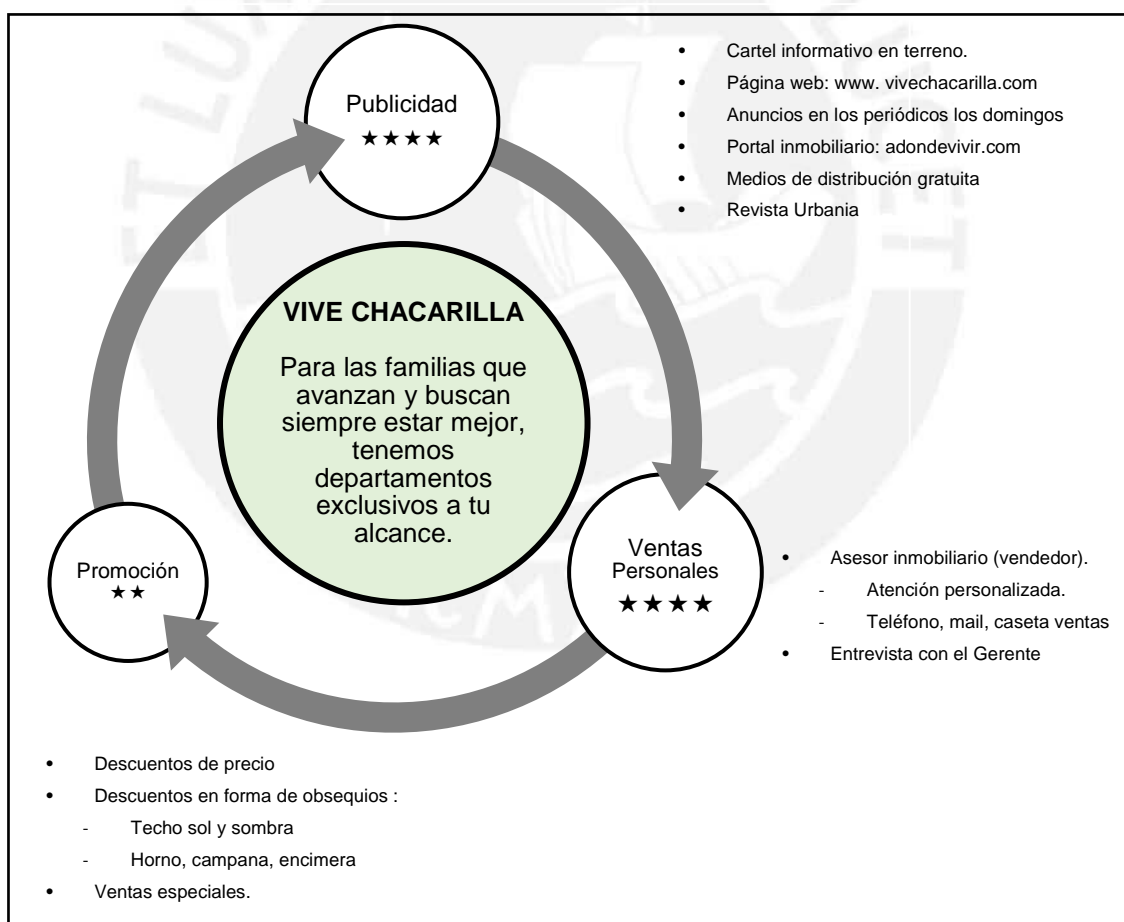 Publicidad
★★★★
• Cartel informativo en terreno.
• Página web: www. vivechacarilla.com
• Anuncios en los periódicos los domingos
• Portal inmobiliario: adondevivir.com
• Medios de distribución gratuita
• Revista Urbania
VIVE CHACARILLA
Para las familias que
avanzan y buscan
siempre estar mejor,
tenemos
departamentos
exclusivos a tu
alcance.
Ventas
Personales
★★★★
• Asesor inmobiliario (vendedor).
- Atención personalizada.
- Teléfono, mail, caseta ventas
• Entrevista con el Gerente
Promoción
★★
• Descuentos de precio
• Descuentos en forma de obsequios :
- Techo sol y sombra
- Horno, campana, encimera
• Ventas especiales.